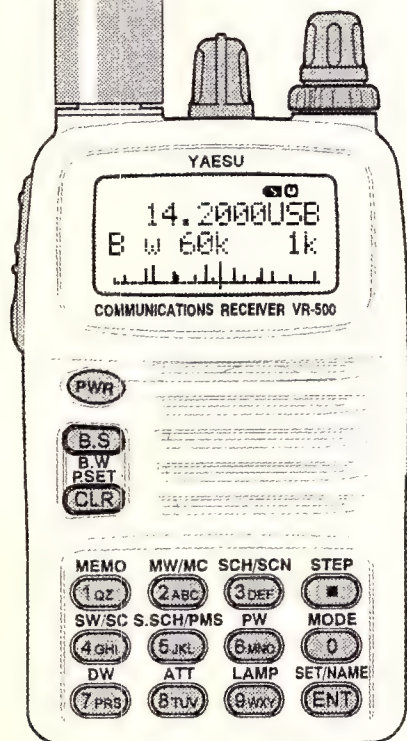 YAESU
14.2000USB
B w 60k 1k
COMMUNICATIONS RECEIVER VR-500
PWR
B.S
B.W
P.SET
CLR
MEMO MW/MC SCH/SCN STEP
1QZ 2ABC 3DEF ■
SW/SC S.SCH/PMS PW MODE
4GHI 5JKL 6MNO 0
DW ATT LAMP SET/NAME
7PRS 8TUV 9WXY ENT